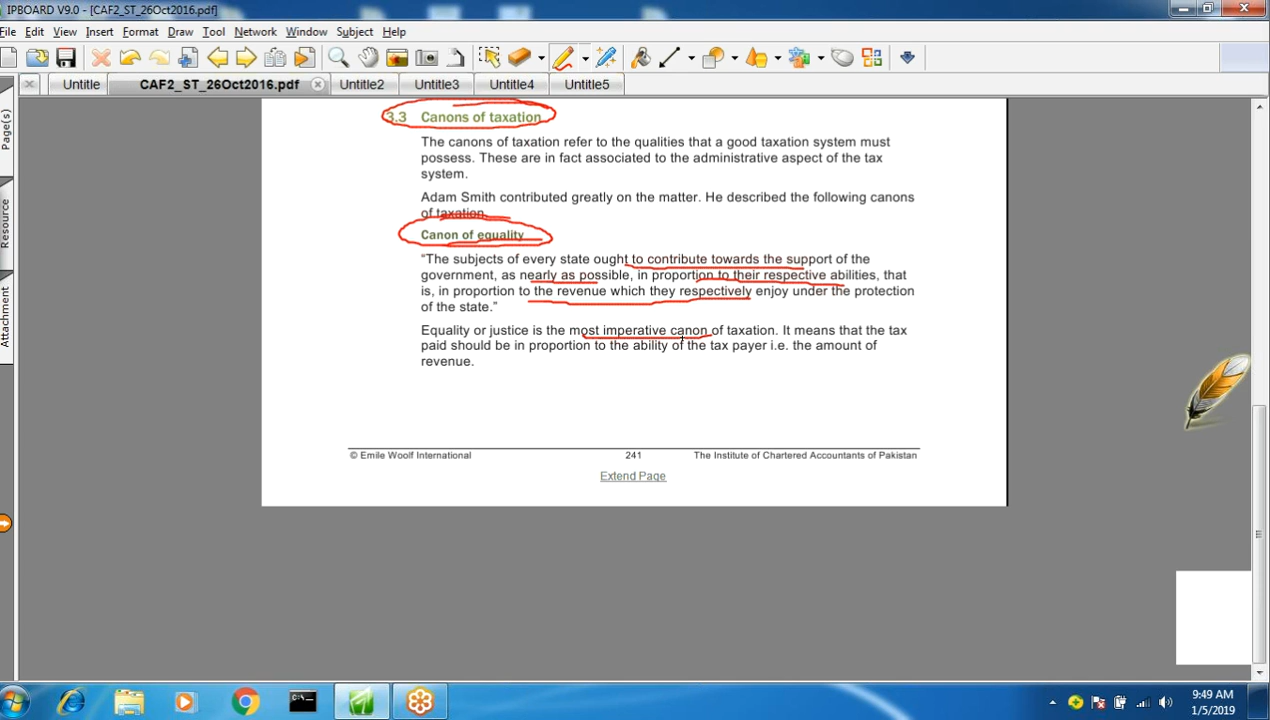 IPBOARD V9.0 - [CAF2_ST_26Oct2016.pdf]
File Edit View Insert Format Draw Tool Network Window Subject Help
Untitle CAF2_ST_26Oct2016.pdf Untitle2 Untitle3 Untitle4 Untitle5
Page(s)
Resource
Attachment
3.3 Canons of taxation
The canons of taxation refer to the qualities that a good taxation system must
possess. These are in fact associated to the administrative aspect of the tax
system.
Adam Smith contributed greatly on the matter. He described the following canons
of taxation.
Canon of equality
“The subjects of every state ought to contribute towards the support of the
government, as nearly as possible, in proportion to their respective abilities, that
is, in proportion to the revenue which they respectively enjoy under the protection
of the state.”
Equality or justice is the most imperative canon of taxation. It means that the tax
paid should be in proportion to the ability of the tax payer i.e. the amount of
revenue.
© Emile Woolf International 241 The Institute of Chartered Accountants of Pakistan
Extend Page
9:49 AM
1/5/2019